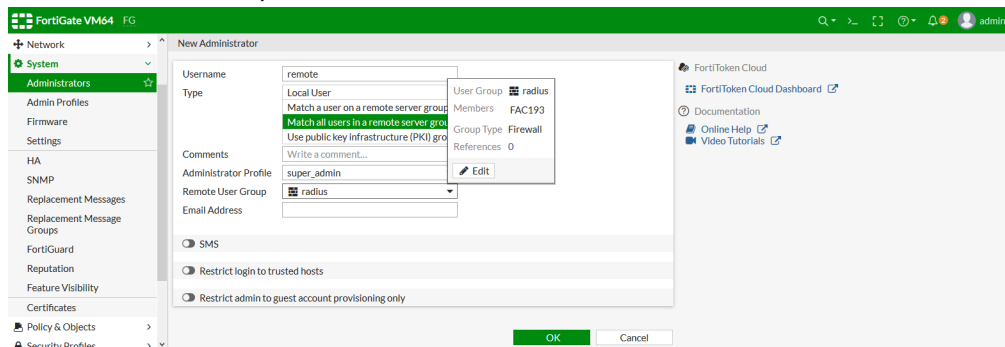 FortiGate VM64 FG
admin
Network
System
Administrators
Admin Profiles
Firmware
Settings
HA
SNMP
Replacement Messages
Replacement Message
Groups
FortiGuard
Reputation
Feature Visibility
Certificates
Policy & Objects
Security Profiles
New Administrator
Username remote
Type Local User
Match a user on a remote server group
Match all users in a remote server grou
Use public key infrastructure (PKI) gro
Comments Write a comment...
Administrator Profile super_admin
Remote User Group radius
Email Address
SMS
Restrict login to trusted hosts
Restrict admin to guest account provisioning only
User Group radius
Members FAC193
Group Type Firewall
References 0
Edit
OK Cancel
FortiToken Cloud
FortiToken Cloud Dashboard
Documentation
Online Help
Video Tutorials
2